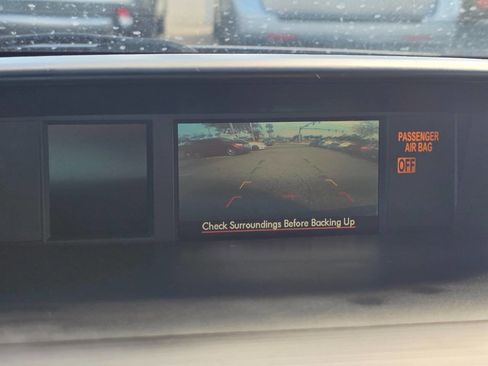 PASSENGER
AIR BAG
OFF
Check Surroundings Before Backing Up